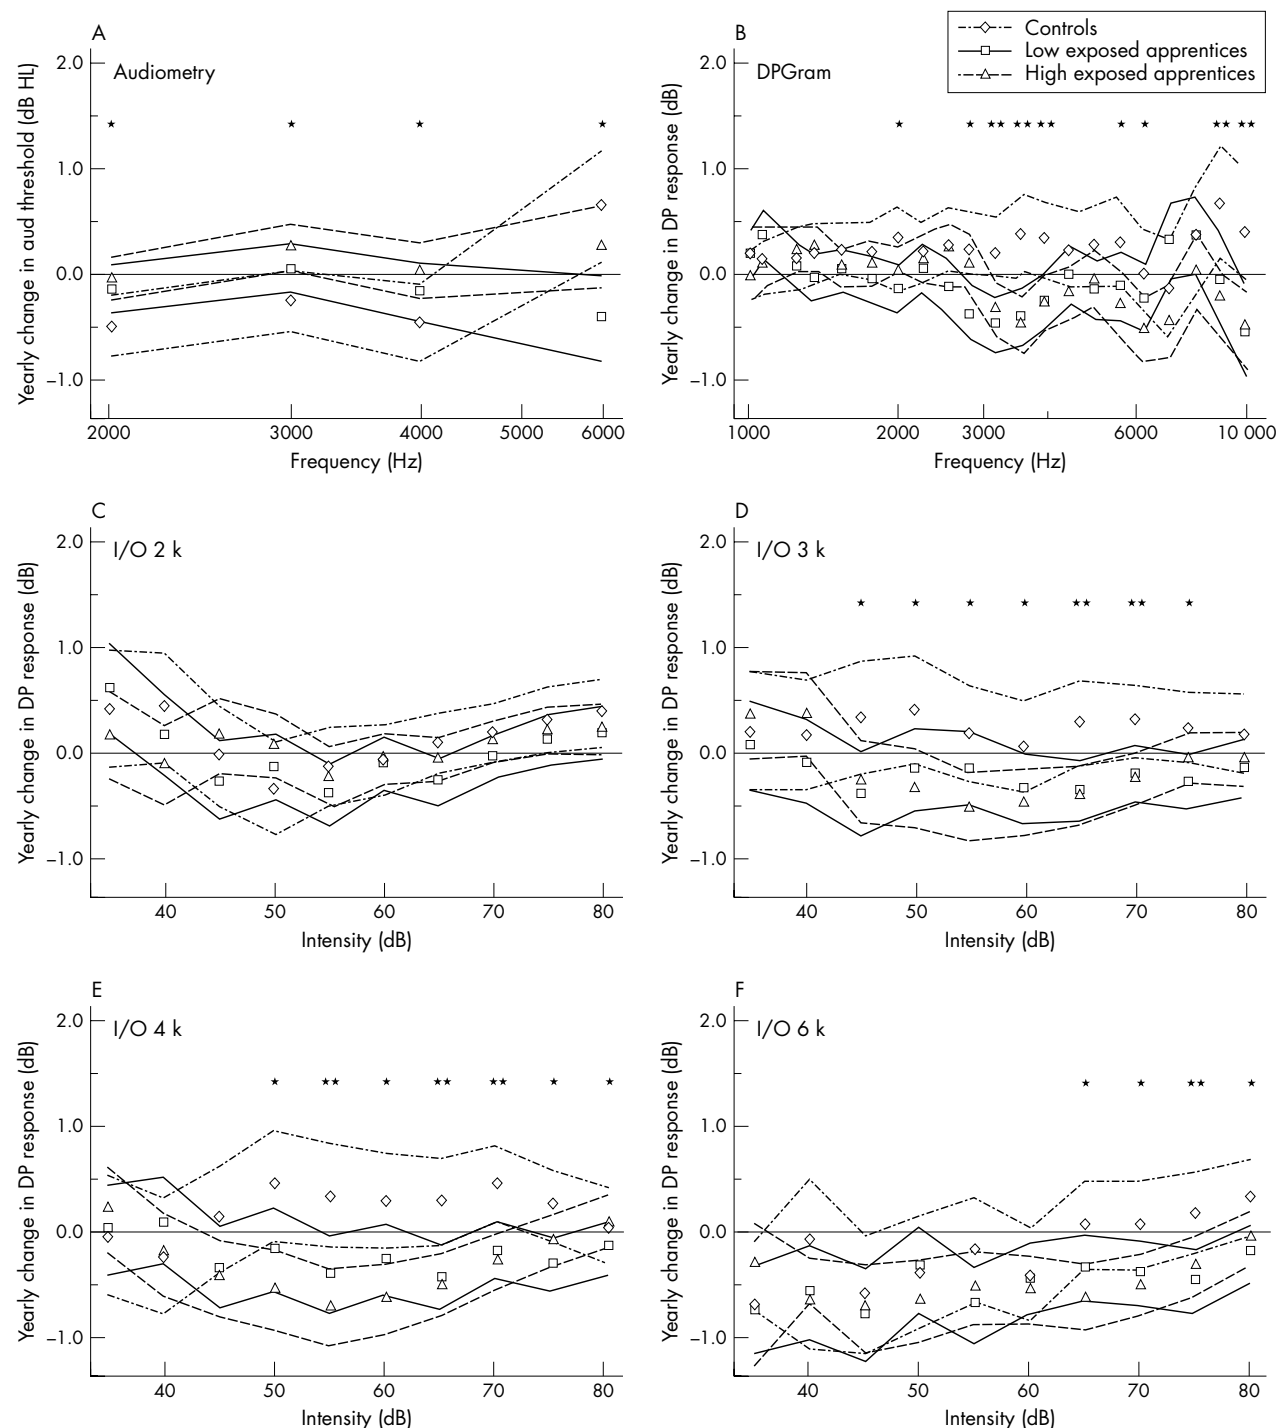 A
Audiometry
Yearly change in aud threshold (dB HL)
2.0
1.0
0.0
–1.0
2000 3000 4000 5000 6000
Frequency (Hz)
B
DPGram
Controls
Low exposed apprentices
High exposed apprentices
Yearly change in DP response (dB)
2.0
1.0
0.0
–1.0
1000 2000 3000 6000 10 000
Frequency (Hz)
C
I/O 2 k
Yearly change in DP response (dB)
2.0
1.0
0.0
–1.0
40 50 60 70 80
Intensity (dB)
D
I/O 3 k
Yearly change in DP response (dB)
2.0
1.0
0.0
–1.0
40 50 60 70 80
Intensity (dB)
E
I/O 4 k
Yearly change in DP response (dB)
2.0
1.0
0.0
–1.0
40 50 60 70 80
Intensity (dB)
F
I/O 6 k
Yearly change in DP response (dB)
2.0
1.0
0.0
–1.0
40 50 60 70 80
Intensity (dB)